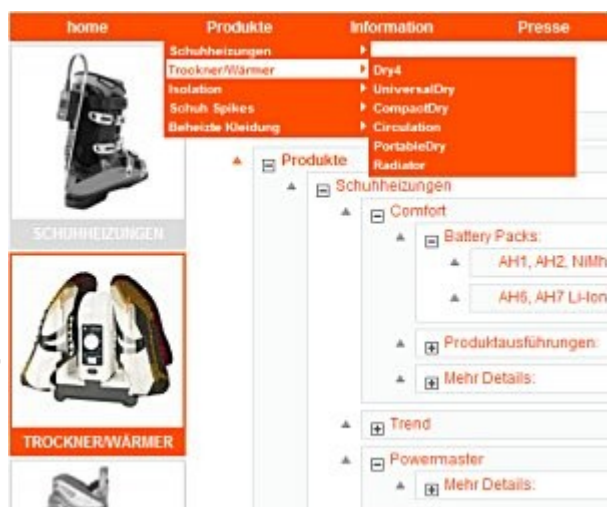 home Produkte Information Presse
Schuhheizungen
Trockner/Wärmer Dry4
Isolation UniversalDry
Schuh Spikes CompactDry
Beheizte Kleidung Circulation
PortableDry
Radiator
Produkte
Schuhheizungen
Comfort
SCHUHHEIZUNGEN
Battery Packs:
AH1, AH2, NiMh
AH6, AH7 Li-Ion
Produktausführungen:
Mehr Details:
Trend
TROCKNER/WÄRMER
Powermaster
Mehr Details: